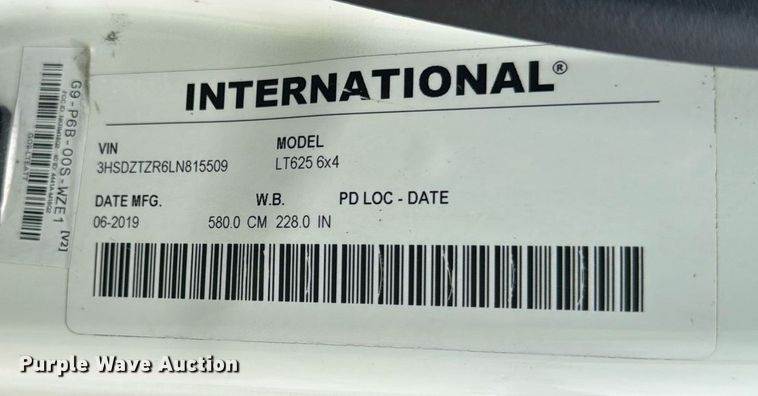 INTERNATIONAL®
VIN MODEL
3HSDZTZR6LN815509 LT625 6x4
DATE MFG. W.B. PD LOC - DATE
06-2019 580.0 CM 228.0 IN
G9-P6B-00S-WZE1 [V2]
Purple Wave Auction